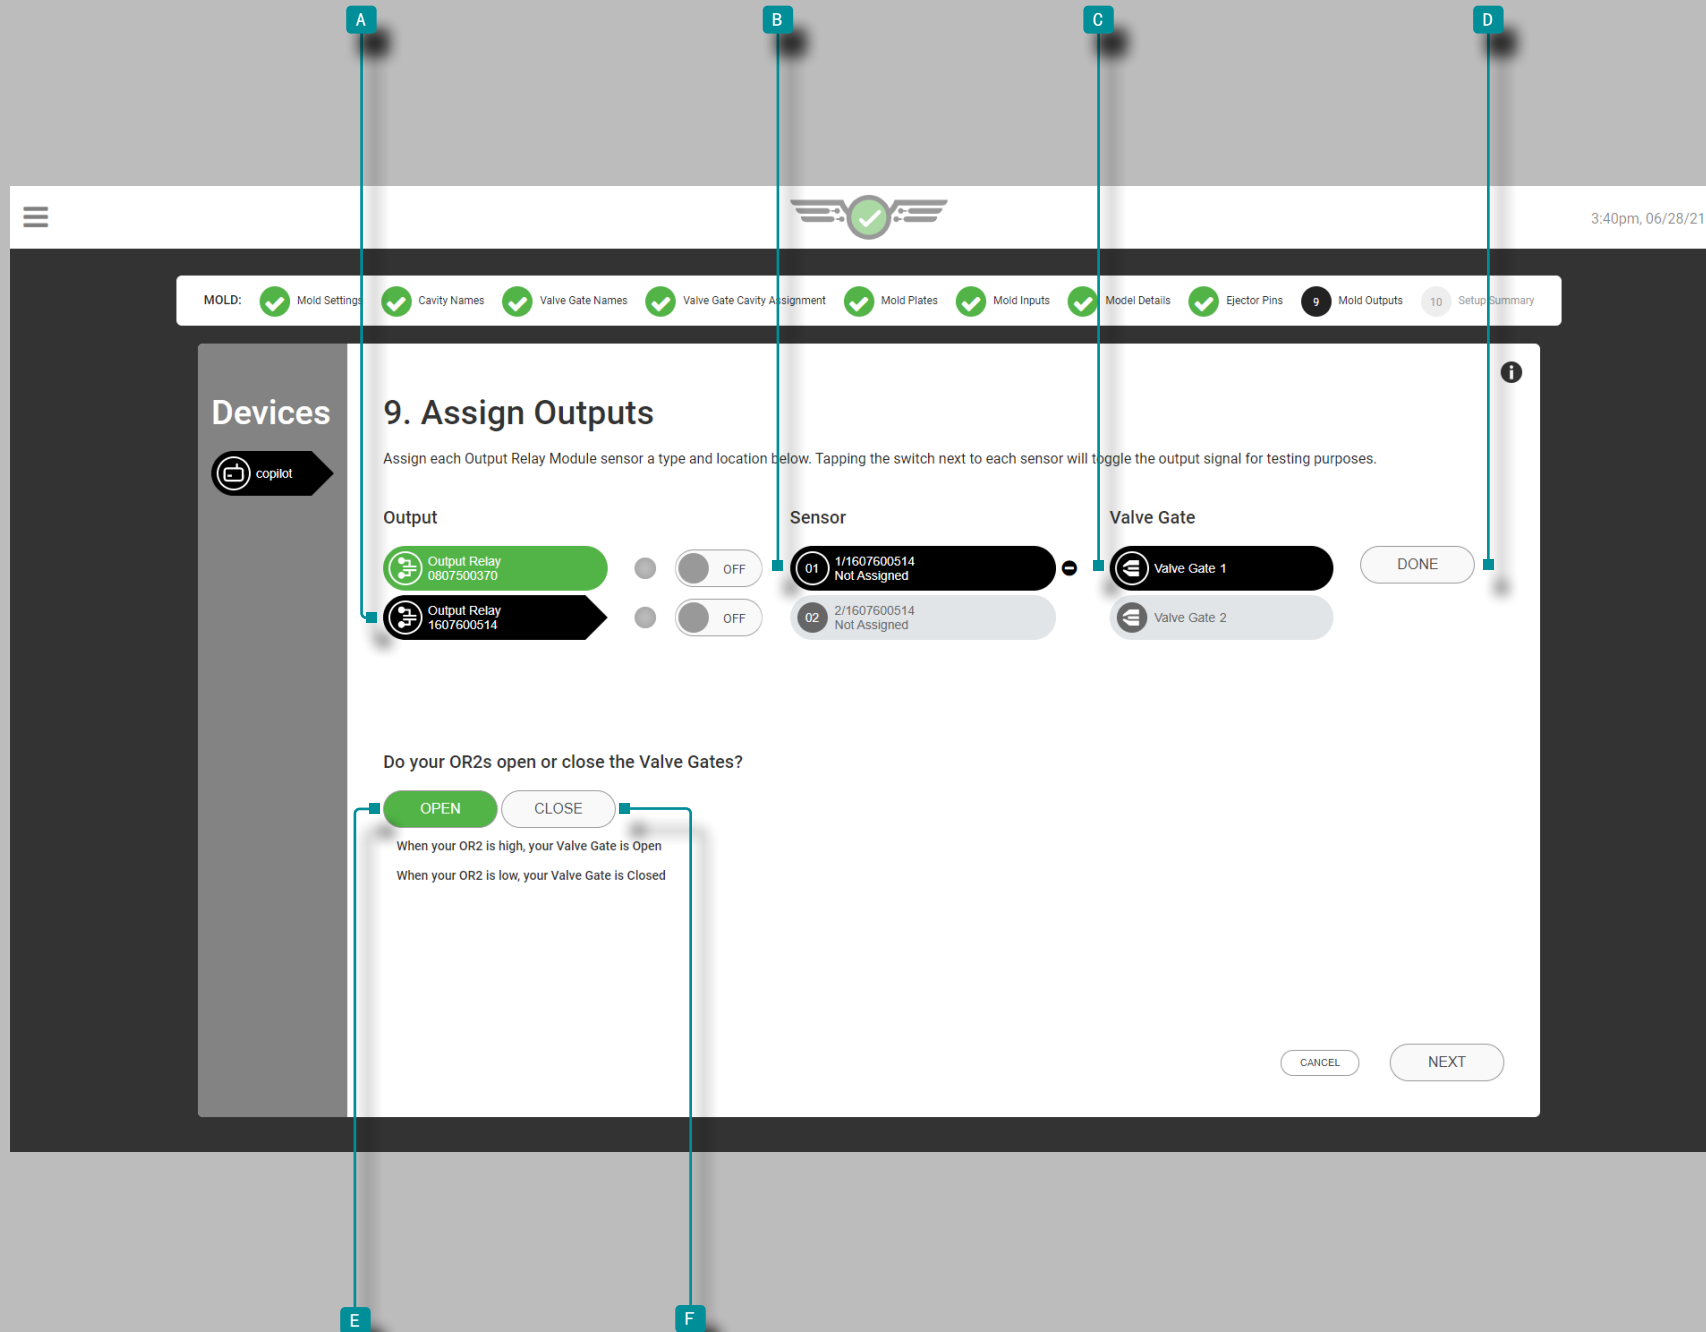 A B C D
3:40pm, 06/28/21
MOLD: Mold Settings Cavity Names Valve Gate Names Valve Gate Cavity Assignment Mold Plates Mold Inputs Model Details Ejector Pins 9 Mold Outputs 10 Setup Summary
Devices
copilot
9. Assign Outputs
Assign each Output Relay Module sensor a type and location below. Tapping the switch next to each sensor will toggle the output signal for testing purposes.
Output Sensor Valve Gate
Output Relay
0807500370
OFF
01 1/1607600514
Not Assigned
Valve Gate 1
DONE
Output Relay
1607600514
OFF
02 2/1607600514
Not Assigned
Valve Gate 2
Do your OR2s open or close the Valve Gates?
OPEN CLOSE
When your OR2 is high, your Valve Gate is Open
When your OR2 is low, your Valve Gate is Closed
CANCEL NEXT
E F